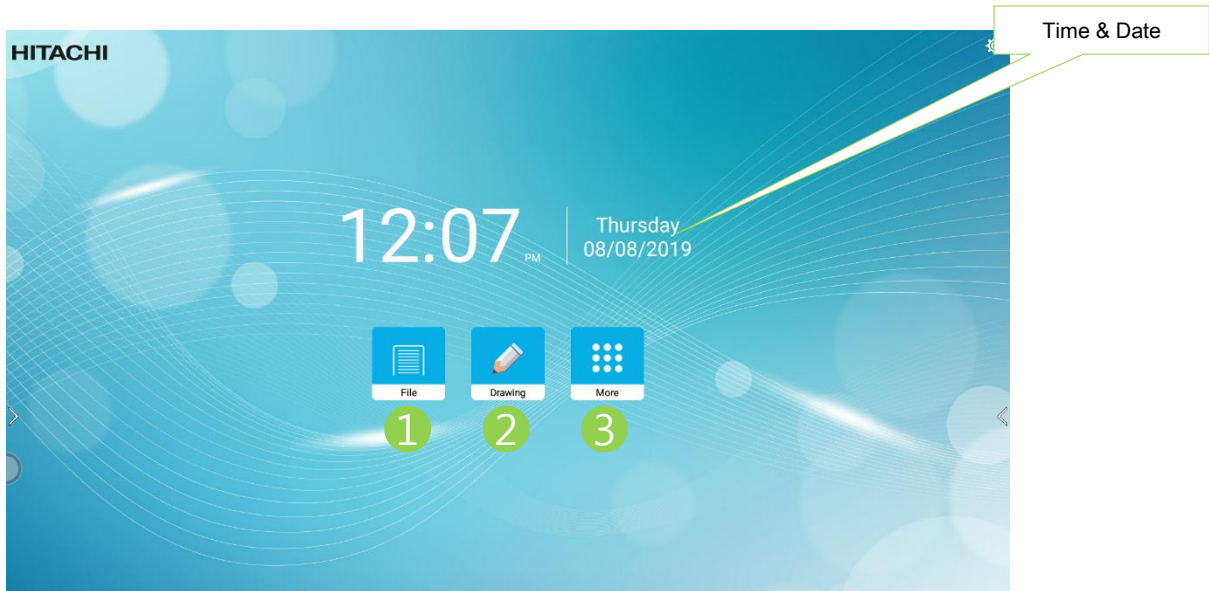 Time & Date
HITACHI
12:07 PM
Thursday
08/08/2019
File
Drawing
More
1
2
3